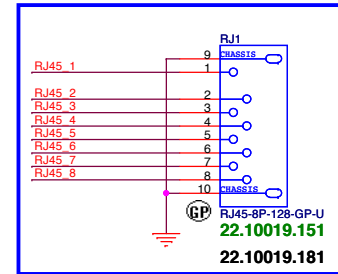 RJ1
9 CHASSIS
RJ45_1 1
RJ45_2 2
RJ45_3 3
RJ45_4 4
RJ45_5 5
RJ45_6 6
RJ45_7 7
RJ45_8 8
10 CHASSIS
GP RJ45-8P-128-GP-U
22.10019.151
22.10019.181